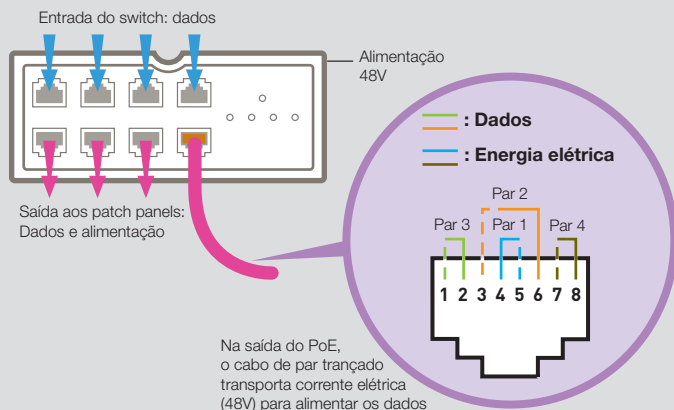 Entrada do switch: dados
Alimentação
48V
: Dados
: Energia elétrica
Par 2
Par 3
Par 1
Par 4
1 2 3 4 5 6 7 8
Saída aos patch panels:
Dados e alimentação
Na saída do PoE,
o cabo de par trançado
transporta corrente elétrica
(48V) para alimentar os dados